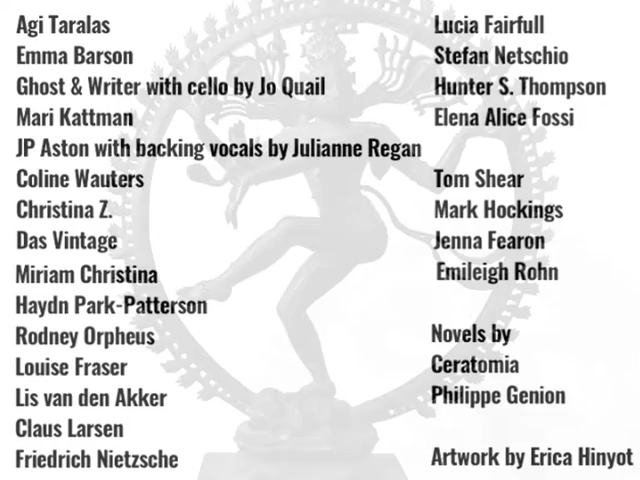 Agi Taralas
Emma Barson
Ghost & Writer with cello by Jo Quail
Mari Kattman
JP Aston with backing vocals by Julianne Regan
Coline Wauters
Christina Z.
Das Vintage
Miriam Christina
Haydn Park-Patterson
Rodney Orpheus
Louise Fraser
Lis van den Akker
Claus Larsen
Friedrich Nietzsche
Lucia Fairfull
Stefan Netschio
Hunter S. Thompson
Elena Alice Fossi
Tom Shear
Mark Hockings
Jenna Fearon
Emileigh Rohn
Novels by
Ceratomia
Philippe Genion
Artwork by Erica Hinyot